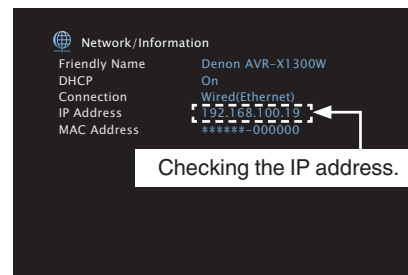 Network/Information
Friendly Name Denon AVR-X1300W
DHCP On
Connection Wired(Ethernet)
IP Address 192.168.100.19
MAC Address ******-000000
Checking the IP address.